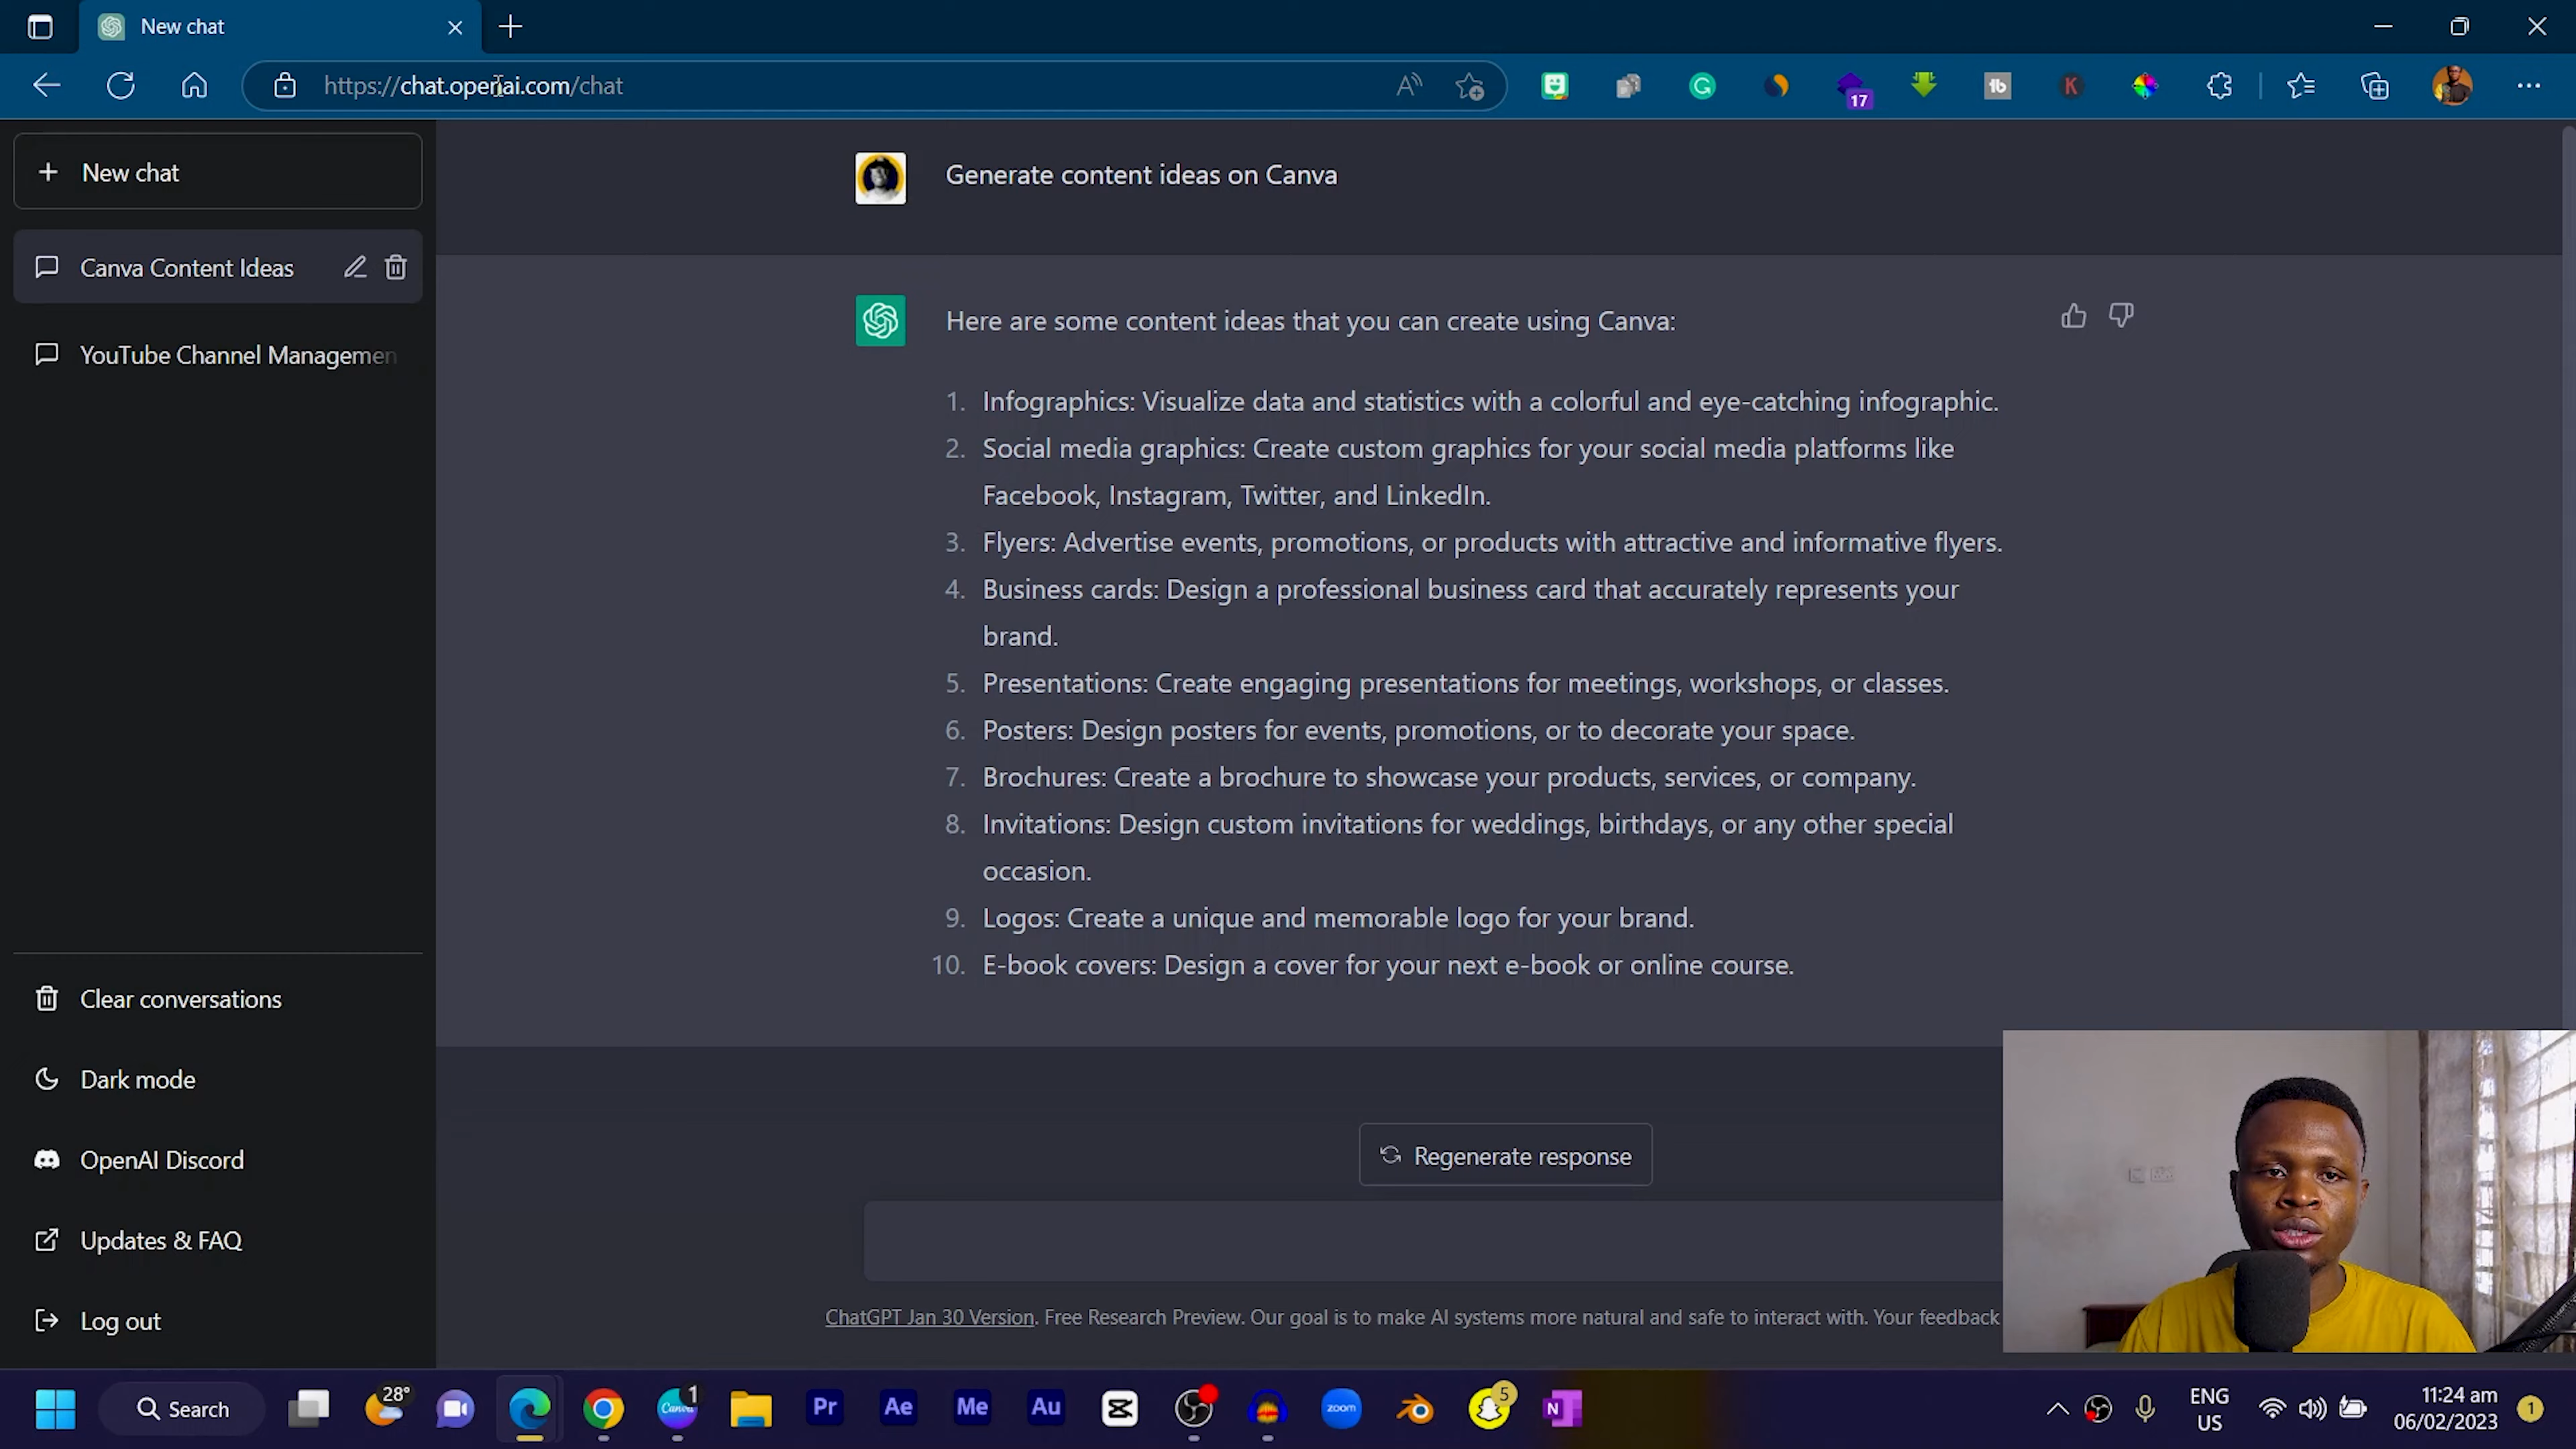 New chat
https://chat.openai.com/chat
17
New chat
Canva Content Ideas
YouTube Channel Managemen
Clear conversations
Dark mode
OpenAI Discord
Updates & FAQ
Log out
Generate content ideas on Canva
Here are some content ideas that you can create using Canva:
1. Infographics: Visualize data and statistics with a colorful and eye-catching infographic.
2. Social media graphics: Create custom graphics for your social media platforms like
Facebook, Instagram, Twitter, and LinkedIn.
3. Flyers: Advertise events, promotions, or products with attractive and informative flyers.
4. Business cards: Design a professional business card that accurately represents your
brand.
5. Presentations: Create engaging presentations for meetings, workshops, or classes.
6. Posters: Design posters for events, promotions, or to decorate your space.
7. Brochures: Create a brochure to showcase your products, services, or company.
8. Invitations: Design custom invitations for weddings, birthdays, or any other special
occasion.
9. Logos: Create a unique and memorable logo for your brand.
10. E-book covers: Design a cover for your next e-book or online course.
Regenerate response
ChatGPT Jan 30 Version. Free Research Preview. Our goal is to make AI systems more natural and safe to interact with. Your feedback
Search
28°
Canva
1
Pr
Ae
Me
Au
zoom
5
N
ENG
US
11:24 am
06/02/2023
1